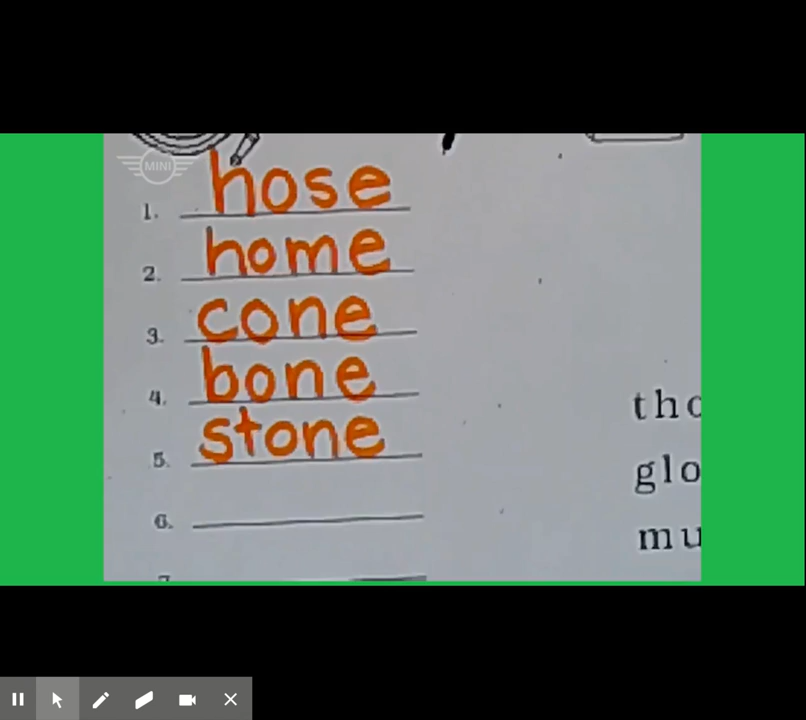 MINI
1. hose
2. home
3. cone
4. bone
5. stone
6.
tho
glo
mu